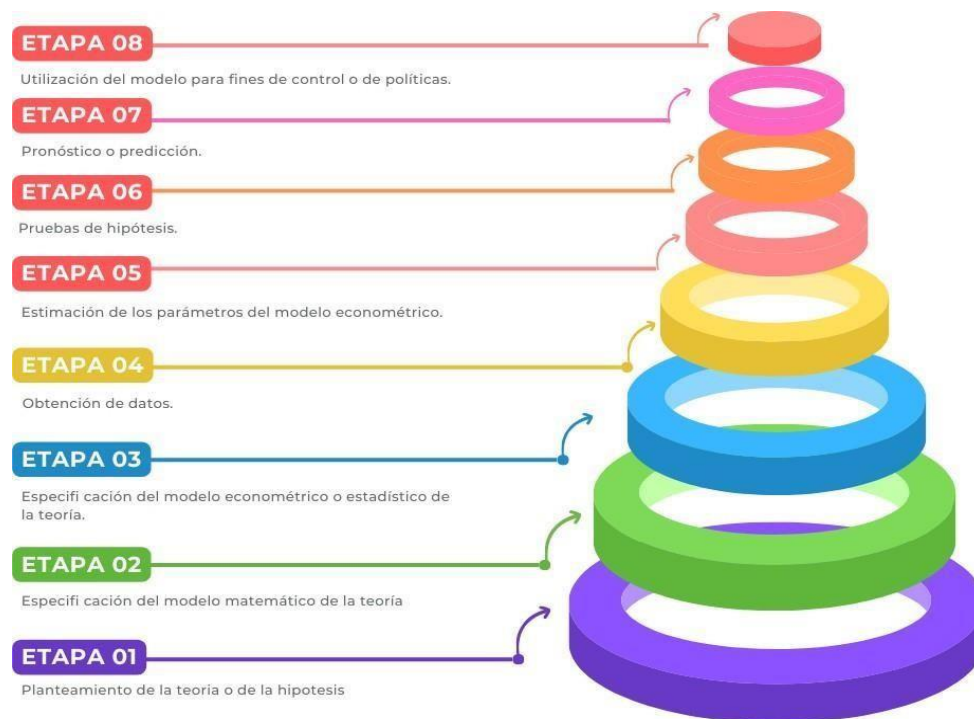 ETAPA 08
Utilización del modelo para fines de control o de políticas.
ETAPA 07
Pronóstico o predicción.
ETAPA 06
Pruebas de hipótesis.
ETAPA 05
Estimación de los parámetros del modelo econométrico.
ETAPA 04
Obtención de datos.
ETAPA 03
Especifi cación del modelo econométrico o estadístico de
la teoría.
ETAPA 02
Especifi cación del modelo matemático de la teoría
ETAPA 01
Planteamiento de la teoria o de la hipotesis